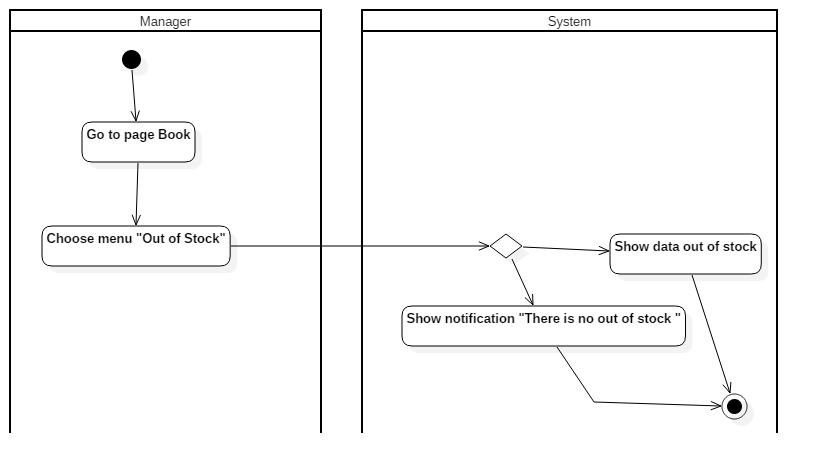 Manager
System
Go to page Book
Choose menu "Out of Stock"
Show data out of stock
Show notification "There is no out of stock "